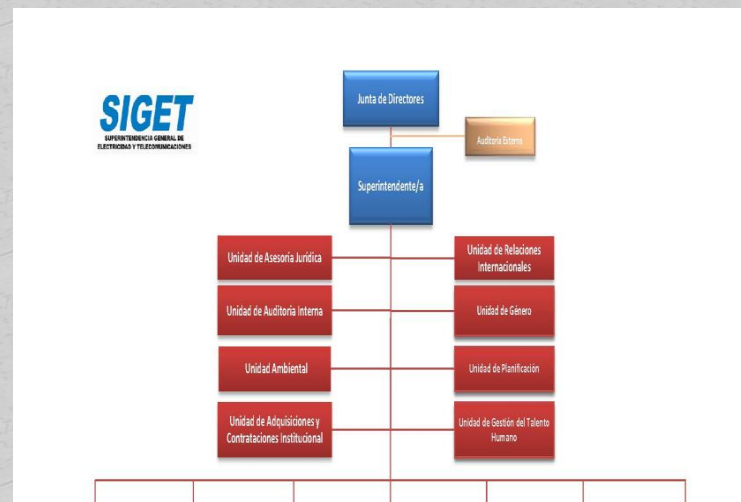 Junta de Directores
SIGET
SUPERINTENDENCIA GENERAL DE
ELECTRICIDAD Y TELECOMUNICACIONES
Auditoría Externa
Superintendente/a
Unidad de Asesoría Jurídica
Unidad de Relaciones
Internacionales
Unidad de Auditoría Interna
Unidad de Género
Unidad Ambiental
Unidad de Planificación
Unidad de Adquisiciones y
Contrataciones Institucional
Unidad de Gestión del Talento
Humano